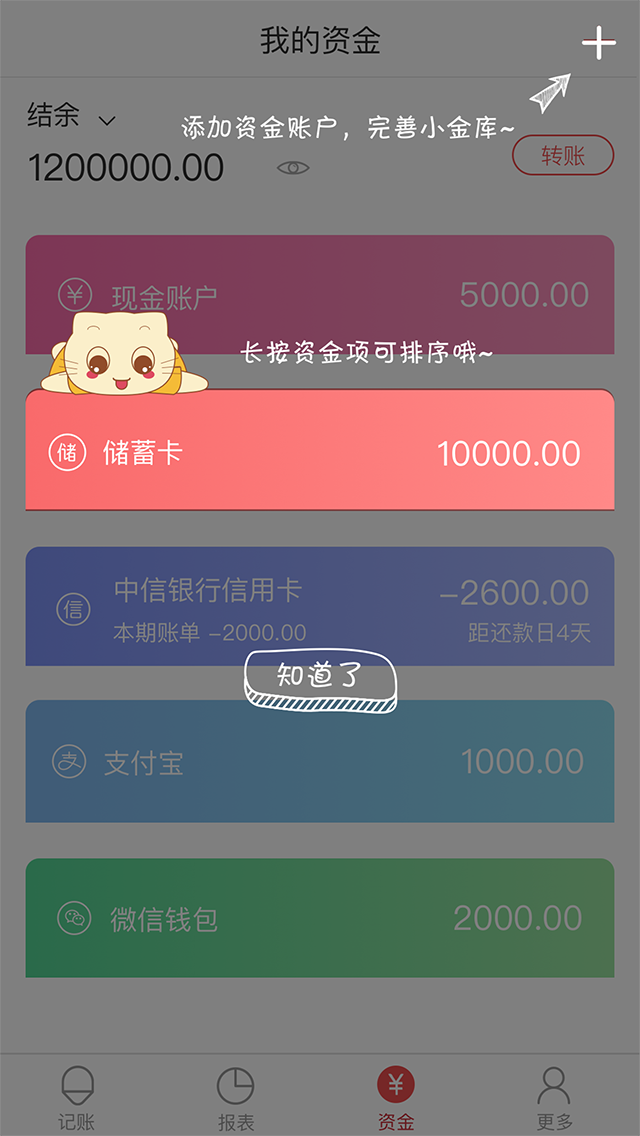 我的资金
结余
添加资金账户，完善小金库~
1200000.00
转账
¥ 现金账户 5000.00
长按资金项可排序哦~
储 储蓄卡 10000.00
信 中信银行信用卡 -2600.00
本期账单 -2000.00 距还款日4天
知道了
支 支付宝 1000.00
微信钱包 2000.00
¥
记账 报表 资金 更多